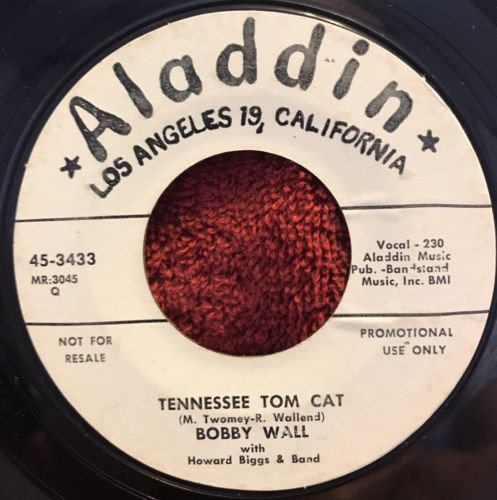 Aladdin
LOS ANGELES 19, CALIFORNIA
45-3433
MR:3045
Q
Vocal - 230
Aladdin Music
Pub. -Bandstand
Music, Inc. BMI
NOT FOR
RESALE
PROMOTIONAL
USE ONLY
TENNESSEE TOM CAT
(M. Twomey-R. Wallend)
BOBBY WALL
with
Howard Biggs & Band